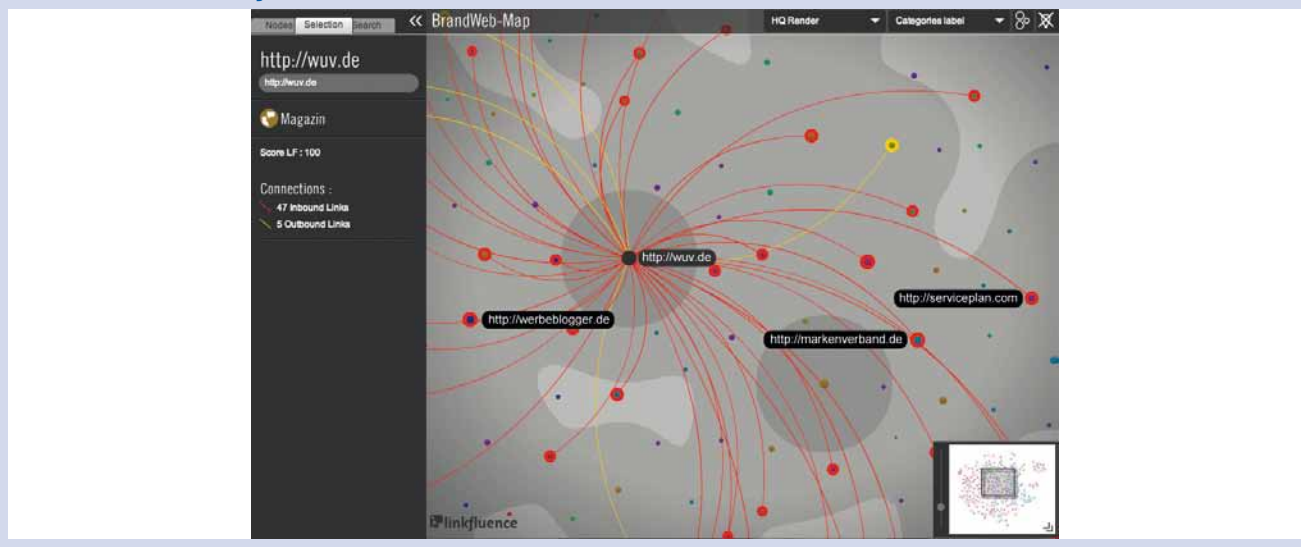 Nodes Selection Search
BrandWeb-Map
HQ Render
Categories label
http://wuv.de
http://wuv.de
Magazin
Score LF : 100
Connections :
47 Inbound Links
5 Outbound Links
http://wuv.de
http://serviceplan.com
http://werbeblogger.de
http://markenverband.de
linkfluence